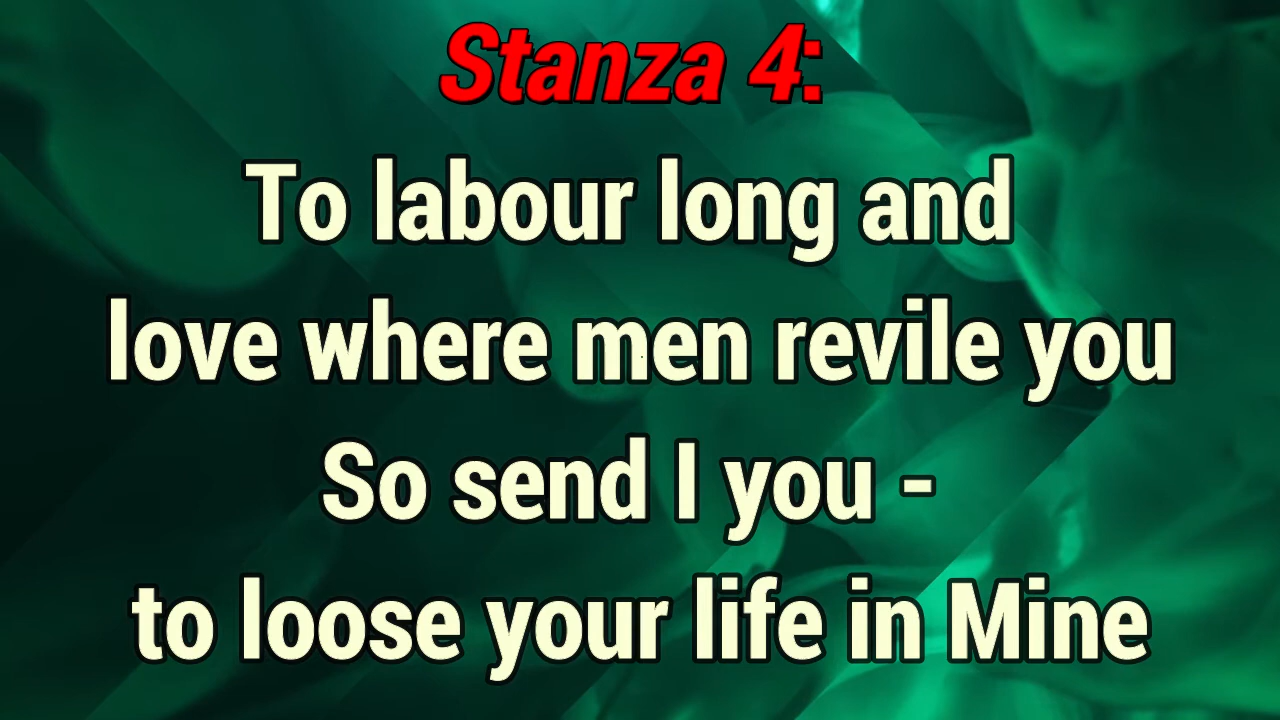 Stanza 4:
To labour long and
love where men revile you
So send I you -
to loose your life in Mine